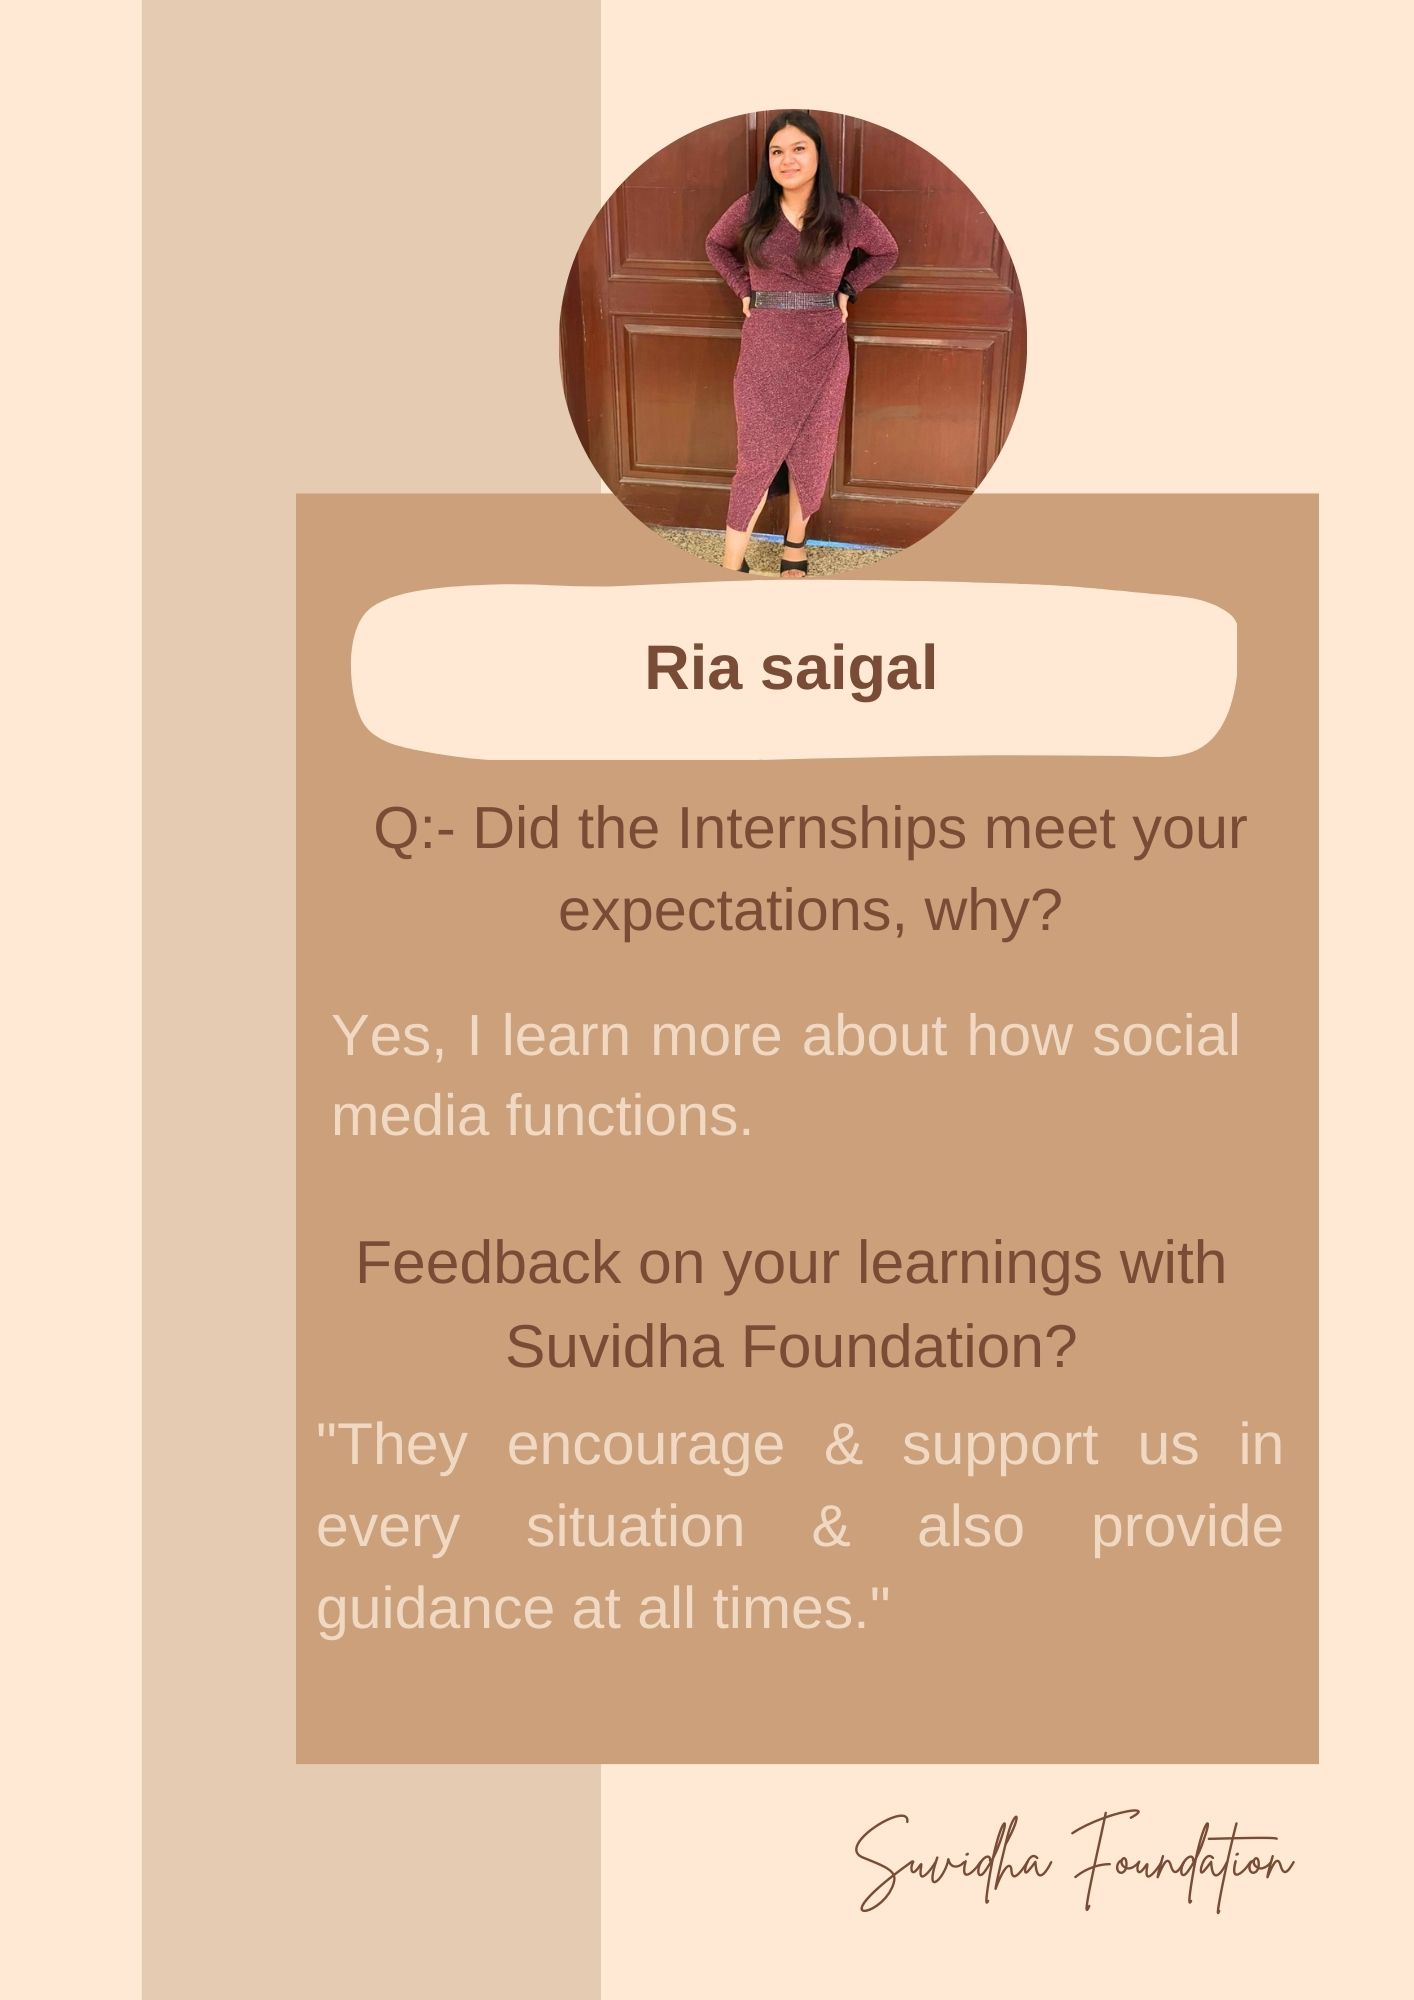 Ria saigal
Q:- Did the Internships meet your
expectations, why?
Yes, I learn more about how social
media functions.
Feedback on your learnings with
Suvidha Foundation?
"They encourage & support us in
every situation & also provide
guidance at all times."
Suvidha Foundation